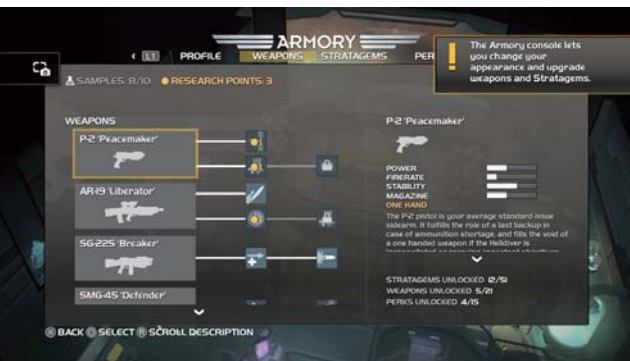 ARMORY
L1 PROFILE WEAPONS STRATAGEMS PER
The Armory console lets
you change your
appearance and upgrade
weapons and Stratagems.
SAMPLES: 8/10 RESEARCH POINTS: 3
WEAPONS
P-2 'Peacemaker'
AR-19 'Liberator'
SG-225 'Breaker'
SMG-45 'Defender'
P-2 'Peacemaker'
POWER
FIRERATE
STABILITY
MAGAZINE
ONE HAND
The P-2 pistol is your average standard issue
sidearm. It fulfills the role of a last backup in
case of ammunition shortage, and fills the void of
a one handed weapon if the Helldiver is
STRATAGEMS UNLOCKED 12/51
WEAPONS UNLOCKED 5/21
PERKS UNLOCKED 4/15
BACK SELECT R SCROLL DESCRIPTION